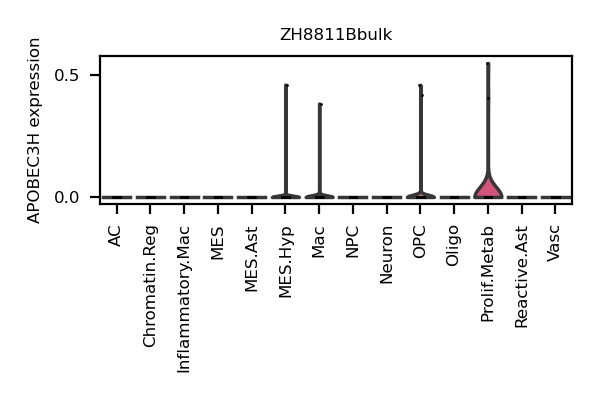 ZH8811Bbulk
APOBEC3H expression
0.5
0.0
AC
Chromatin.Reg
Inflammatory.Mac
MES
MES.Ast
MES.Hyp
Mac
NPC
Neuron
OPC
Oligo
Prolif.Metab
Reactive.Ast
Vasc